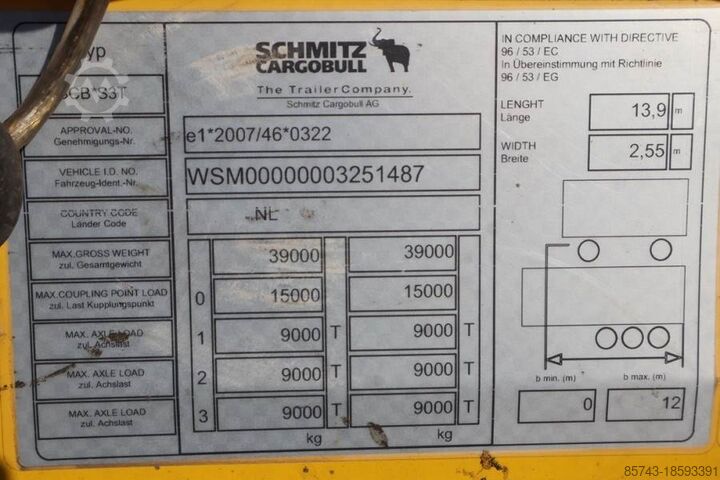 SCHMITZ
CARGOBULL
The Trailer Company.
Schmitz Cargobull AG
yp
CB*S3T
APPROVAL-NO.
Genehmigungs-Nr.
e1*2007/46*0322
VEHICLE I.D. NO.
Fahrzeug-Ident.-Nr.
WSM00000003251487
COUNTRY CODE
Länder Code
NL
MAX.GROSS WEIGHT
zul. Gesamtgewicht
39000 39000
MAX.COUPLING POINT LOAD
zul. Last Kupplungspunkt
0 15000 15000
MAX. AXLE LOAD
zul. Achslast
1 9000 T 9000 T
MAX. AXLE LOAD
zul. Achslast
2 9000 T 9000 T
MAX. AXLE LOAD
zul. Achslast
3 9000 T 9000 T
kg kg
IN COMPLIANCE WITH DIRECTIVE
96 / 53 / EC
In Übereinstimmung mit Richtlinie
96 / 53 / EG
LENGHT
Länge
13,9 m
WIDTH
Breite
2,55 m
b min. (m) b max. (m)
0 12
85743-18593391